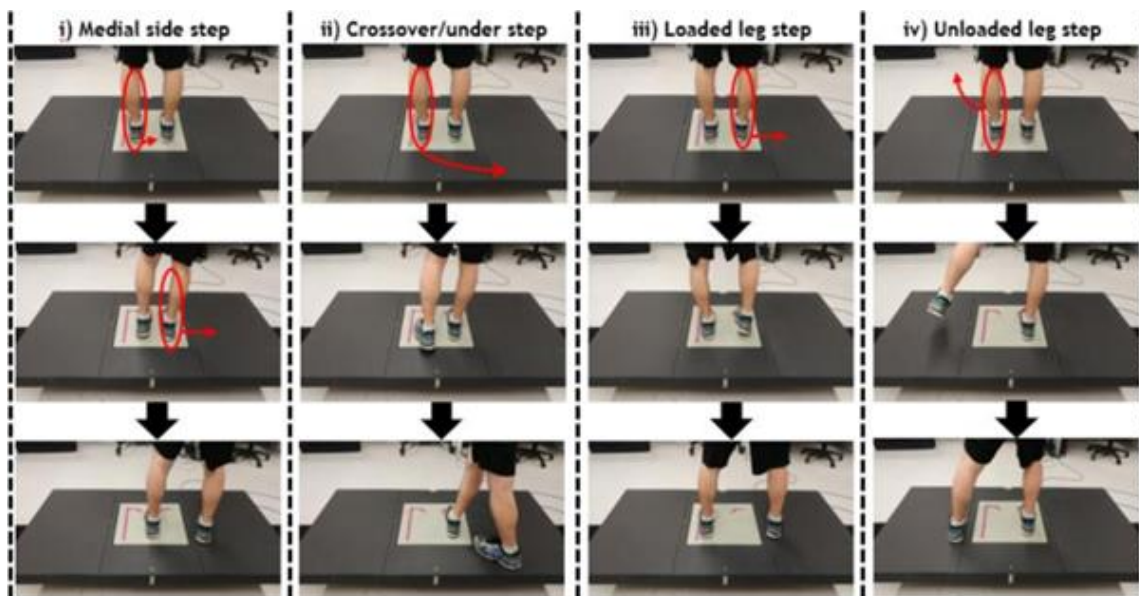 i) Medial side step
ii) Crossover/under step
iii) Loaded leg step
iv) Unloaded leg step